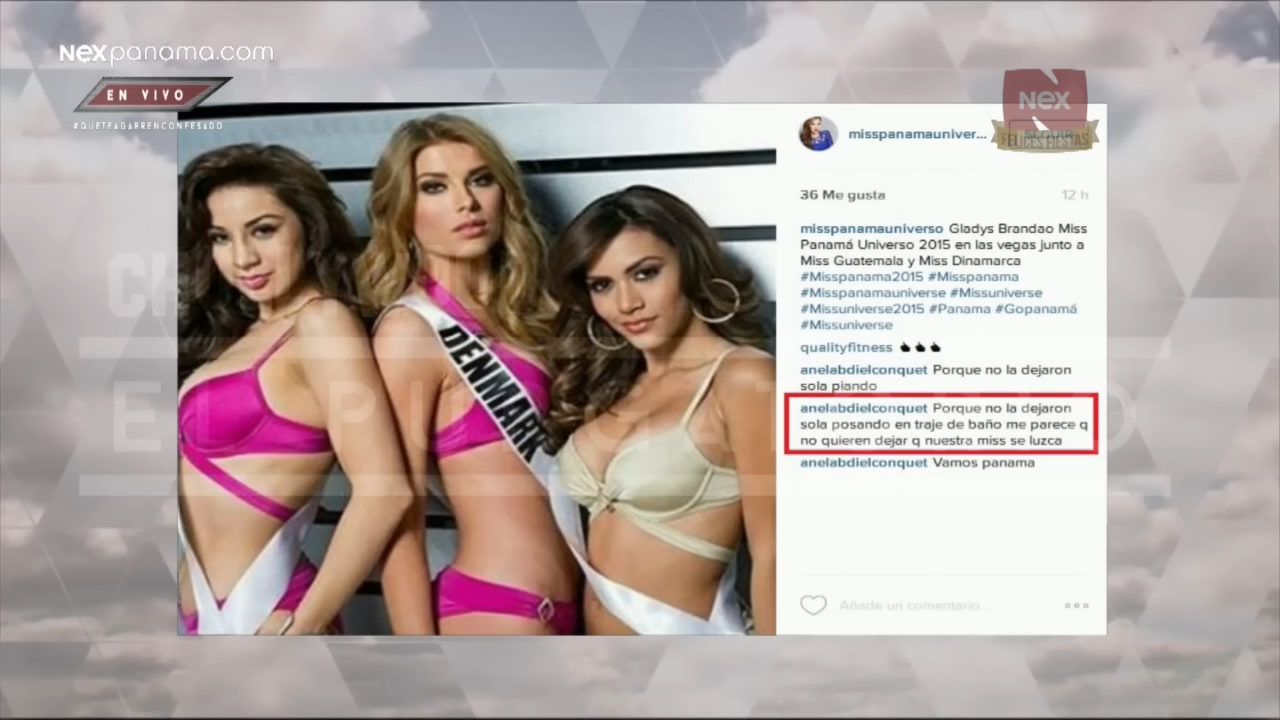 Nexpanama.com
EN VIVO
#QUETEAGARRENCONFESADO
Nex
SEGUIR
FELICES FIESTAS
DENMARK
misspanamauniver...
36 Me gusta
12 h
misspanamauniverso Gladys Brandao Miss
Panamá Universo 2015 en las vegas junto a
Miss Guatemala y Miss Dinamarca
#Misspanama2015 #Misspanama
#Misspanamauniverse #Missuniverse
#Missuniverse2015 #Panama #Gopanamá
#Missuniverse
qualityfitness
anelabdielconquet Porque no la dejaron
sola piando
anelabdielconquet Porque no la dejaron
sola posando en traje de baño me parece q
no quieren dejar q nuestra miss se luzca
anelabdielconquet Vamos panama
Añade un comentario...